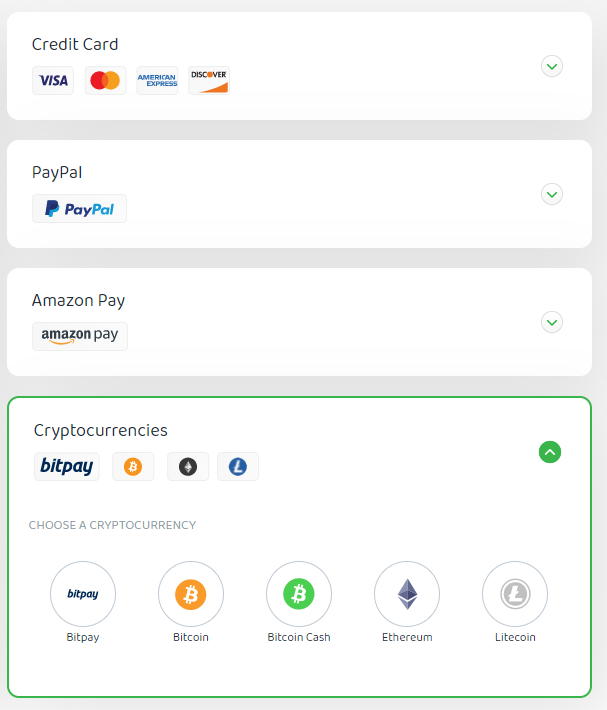 Credit Card
VISA AMERICAN EXPRESS DISCOVER
PayPal
PayPal
Amazon Pay
amazon pay
Cryptocurrencies
bitpay
CHOOSE A CRYPTOCURRENCY
bitpay
Bitpay Bitcoin Bitcoin Cash Ethereum Litecoin